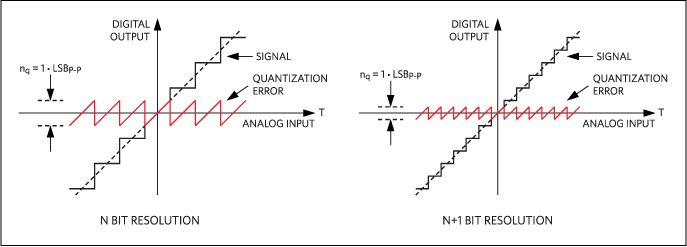 DIGITAL
OUTPUT
SIGNAL
nq = 1 • LSBP-P
QUANTIZATION
ERROR
T
ANALOG INPUT
N BIT RESOLUTION
DIGITAL
OUTPUT
SIGNAL
nq = 1 • LSBP-P
QUANTIZATION
ERROR
T
ANALOG INPUT
N+1 BIT RESOLUTION